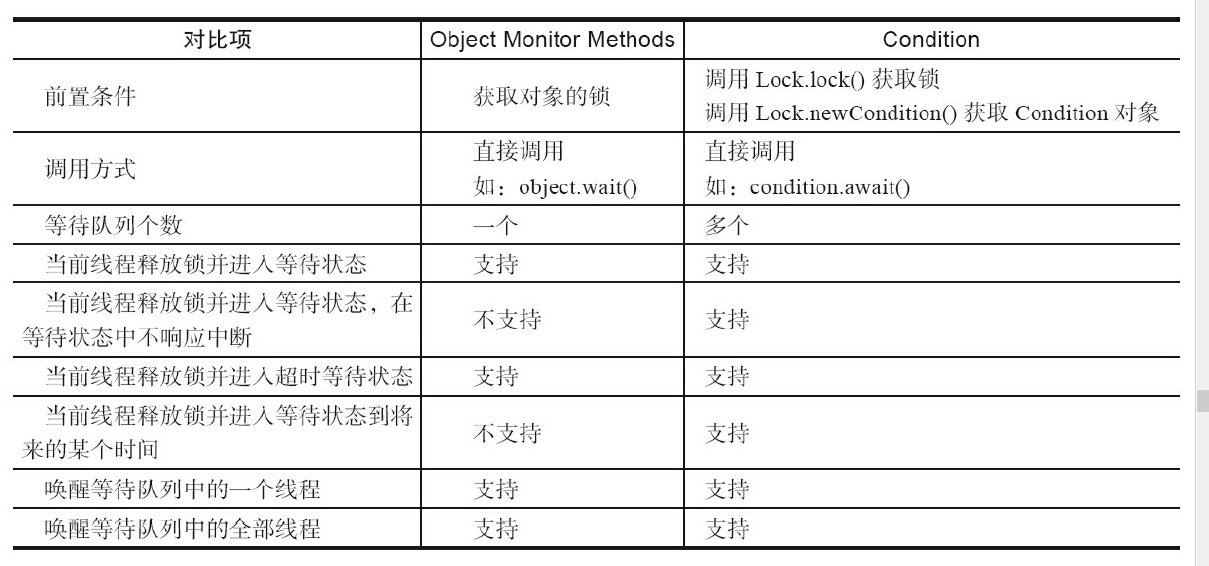 对比项 Object Monitor Methods Condition
前置条件 获取对象的锁 调用 Lock.lock() 获取锁
调用 Lock.newCondition() 获取 Condition 对象
调用方式 直接调用 直接调用
如：object.wait() 如：condition.await()
等待队列个数 一个 多个
当前线程释放锁并进入等待状态 支持 支持
当前线程释放锁并进入等待状态，在
等待状态中不响应中断 不支持 支持
当前线程释放锁并进入超时等待状态 支持 支持
当前线程释放锁并进入等待状态到将
来的某个时间 不支持 支持
唤醒等待队列中的一个线程 支持 支持
唤醒等待队列中的全部线程 支持 支持